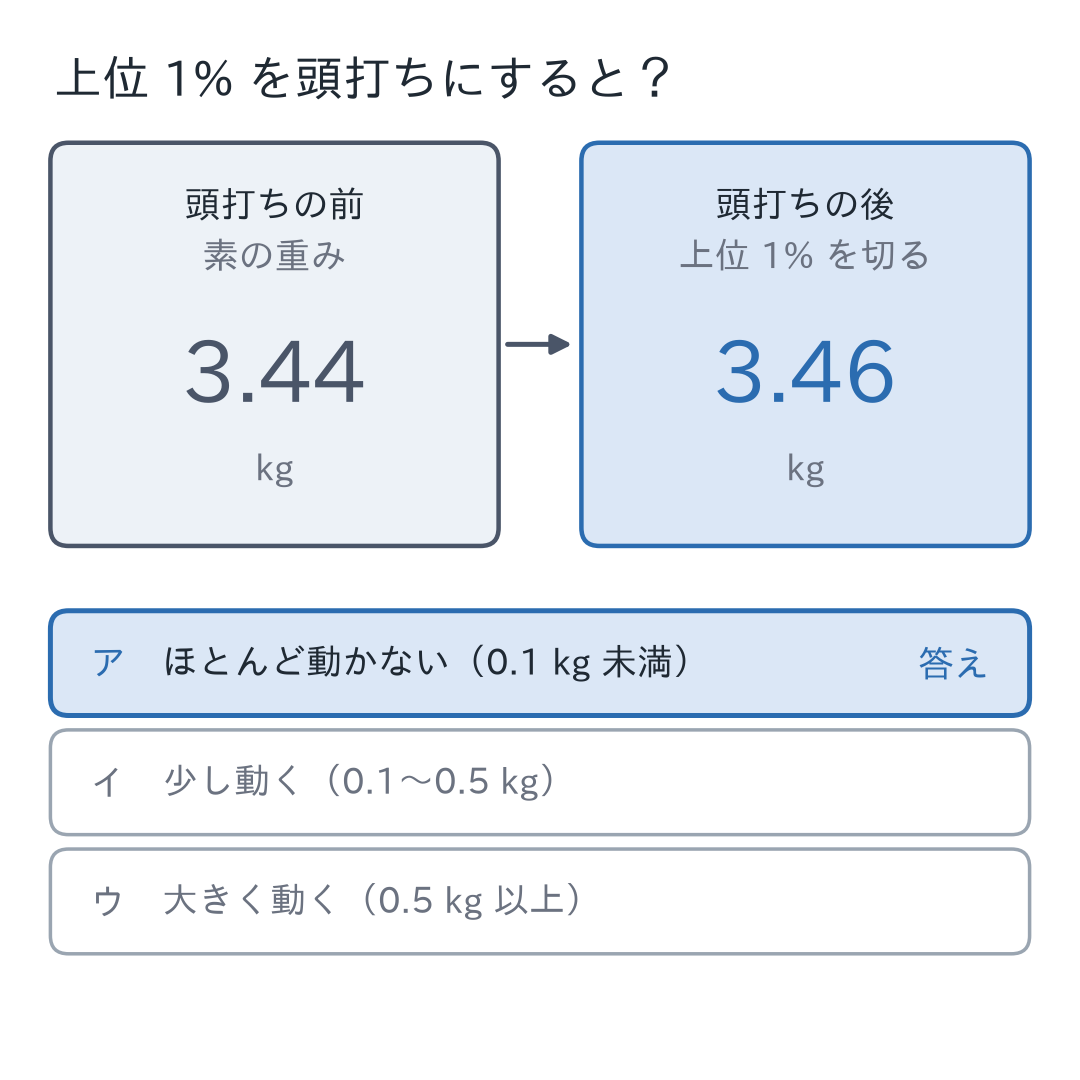 上位 1% を頭打ちにすると？
頭打ちの前
素の重み
3.44
kg
頭打ちの後
上位 1% を切る
3.46
kg
ア ほとんど動かない（0.1 kg 未満） 答え
イ 少し動く（0.1〜0.5 kg）
ウ 大きく動く（0.5 kg 以上）